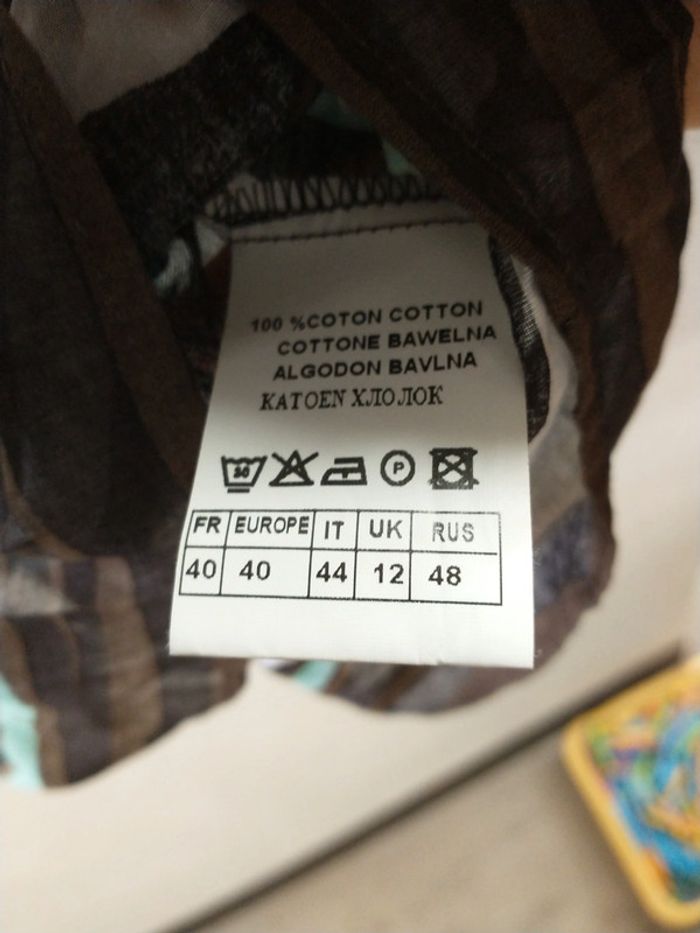 100 %COTON COTTON
COTTONE BAWELNA
ALGODON BAVLNA
KATOEN ХЛОЛОК
30 P
FR EUROPE IT UK RUS
40 40 44 12 48